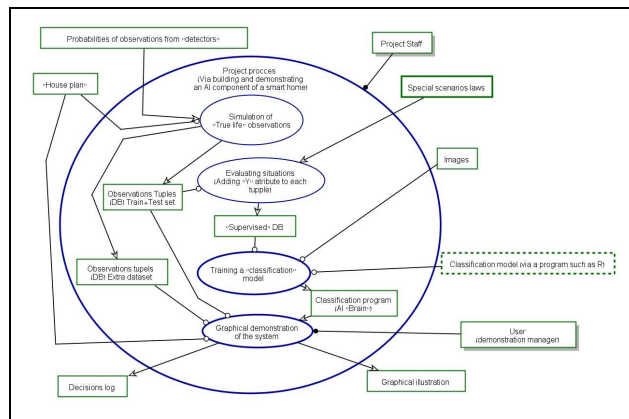 Probabilities of observations from "detectors"
Project Staff
Project procces
(Via building and demonstrating
an AI component of a smart home)
"House plan"
Special scenarios laws
Simulation of
"True life" observations
Images
Evaluating situations
(Adding "Y" atribute to each
tupple)
Observations Tuples
(DB) Train+Test set
"Supervised" DB
Observations tupels
(DB) Extra dataset
Training a "classification"
model
Classification model (via a program such as R)
Classification program
(AI "Brain")
Graphical demonstration
of the system
User
(demonstration manager)
Decisions log
Graphical illustration